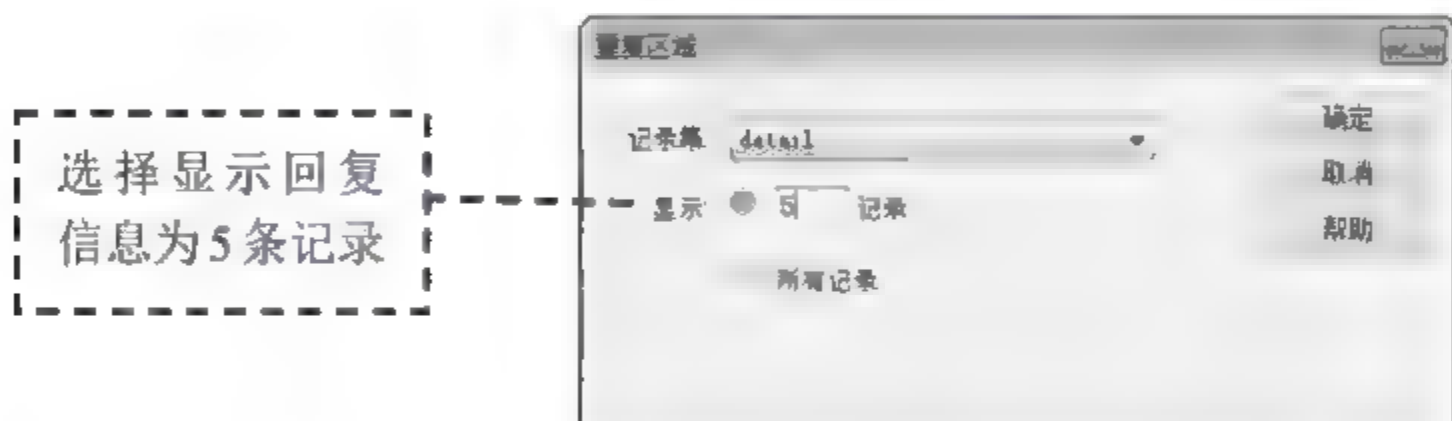 重复区域
选择显示回复
信息为5条记录
记录集 detail
显示 5 记录
所有记录
确定
取消
帮助